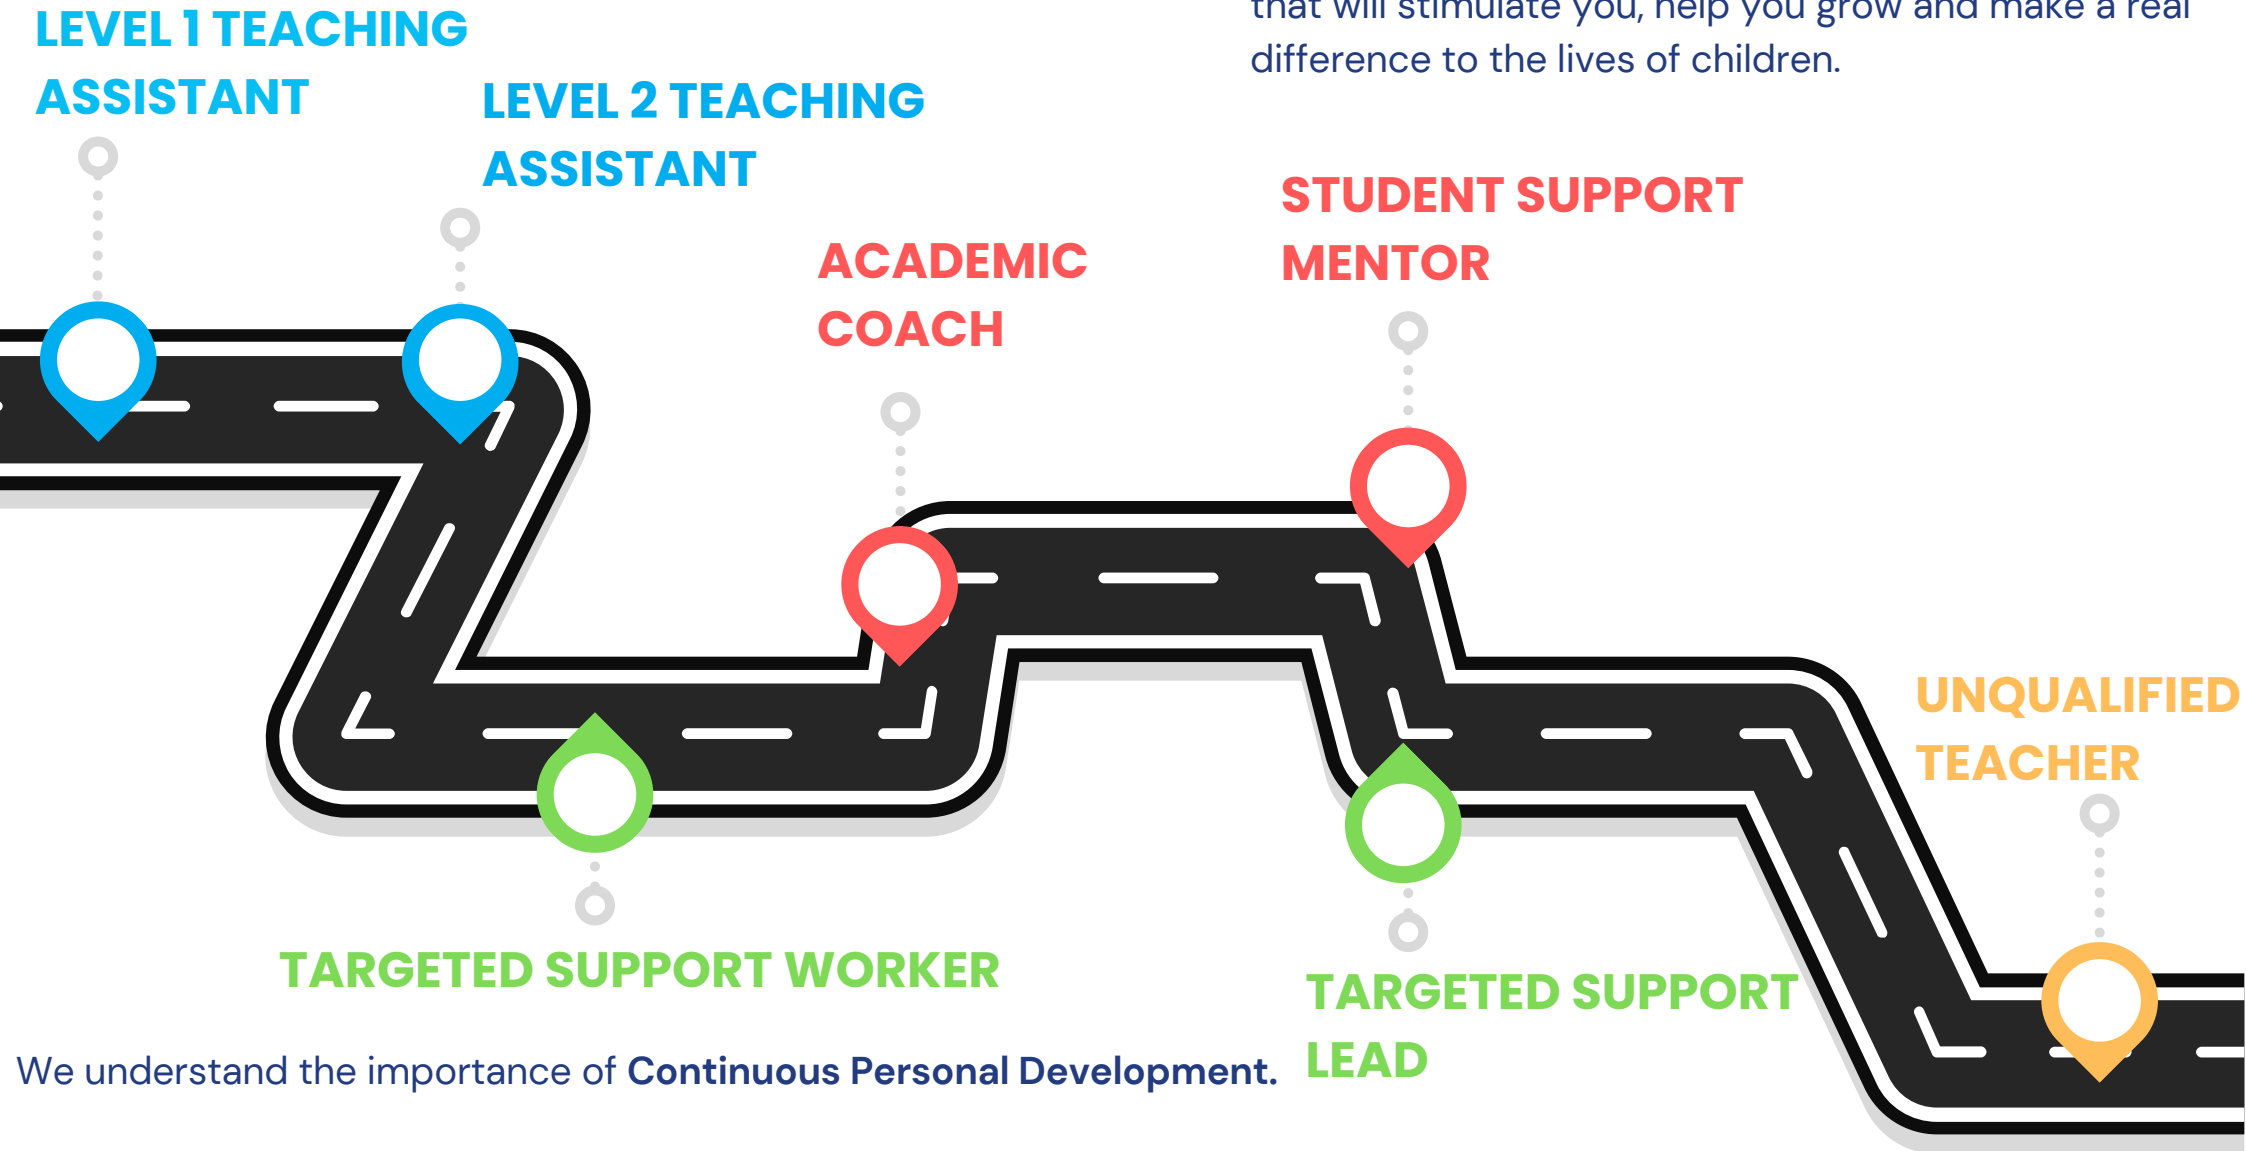 that will stimulate you, help you grow and make a real
difference to the lives of children.
LEVEL 1 TEACHING
ASSISTANT
LEVEL 2 TEACHING
ASSISTANT
STUDENT SUPPORT
MENTOR
ACADEMIC
COACH
UNQUALIFIED
TEACHER
TARGETED SUPPORT WORKER
TARGETED SUPPORT
LEAD
We understand the importance of Continuous Personal Development.